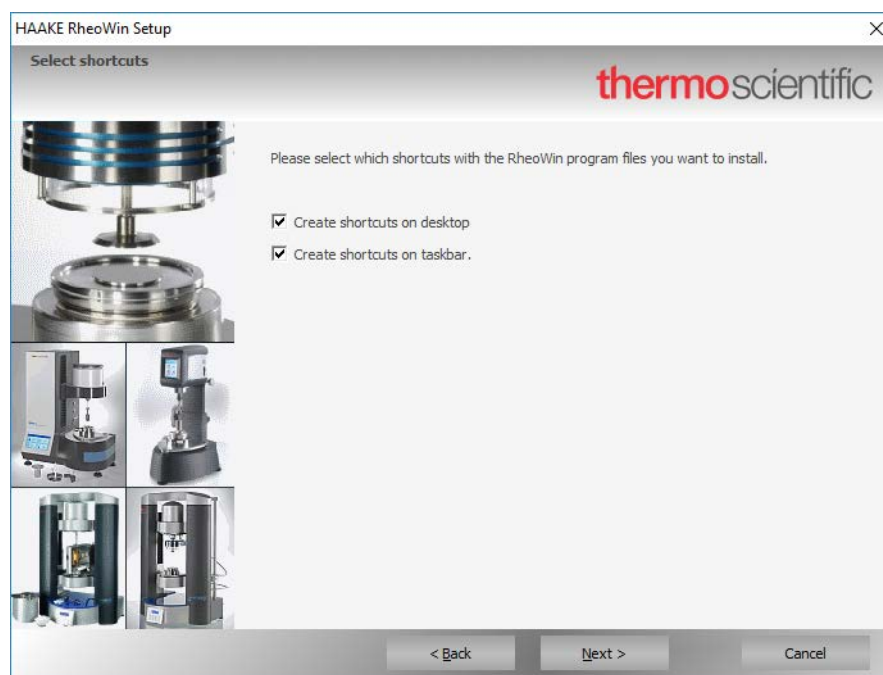 HAAKE RheoWin Setup
Select shortcuts
thermoscientific
Please select which shortcuts with the RheoWin program files you want to install.
Create shortcuts on desktop
Create shortcuts on taskbar.
< Back
Next >
Cancel